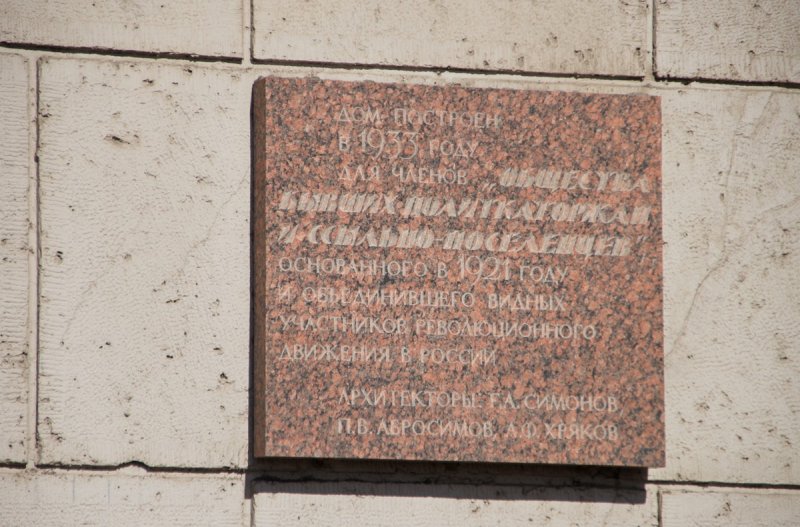 ДОМ ПОСТРОЕН
В 1933 ГОДУ
ДЛЯ ЧЛЕНОВ „ОБЩЕСТВА
БЫВШИХ ПОЛИТКАТОРЖАН
И ССЫЛЬНО-ПОСЕЛЕНЦЕВ“,
ОСНОВАННОГО В 1921 ГОДУ
И ОБЪЕДИНИВШЕГО ВИДНЫХ
УЧАСТНИКОВ РЕВОЛЮЦИОННОГО
ДВИЖЕНИЯ В РОССИИ
АРХИТЕКТОРЫ: Г.А. СИМОНОВ,
П.В. АБРОСИМОВ, А.Ф. ХРЯКОВ